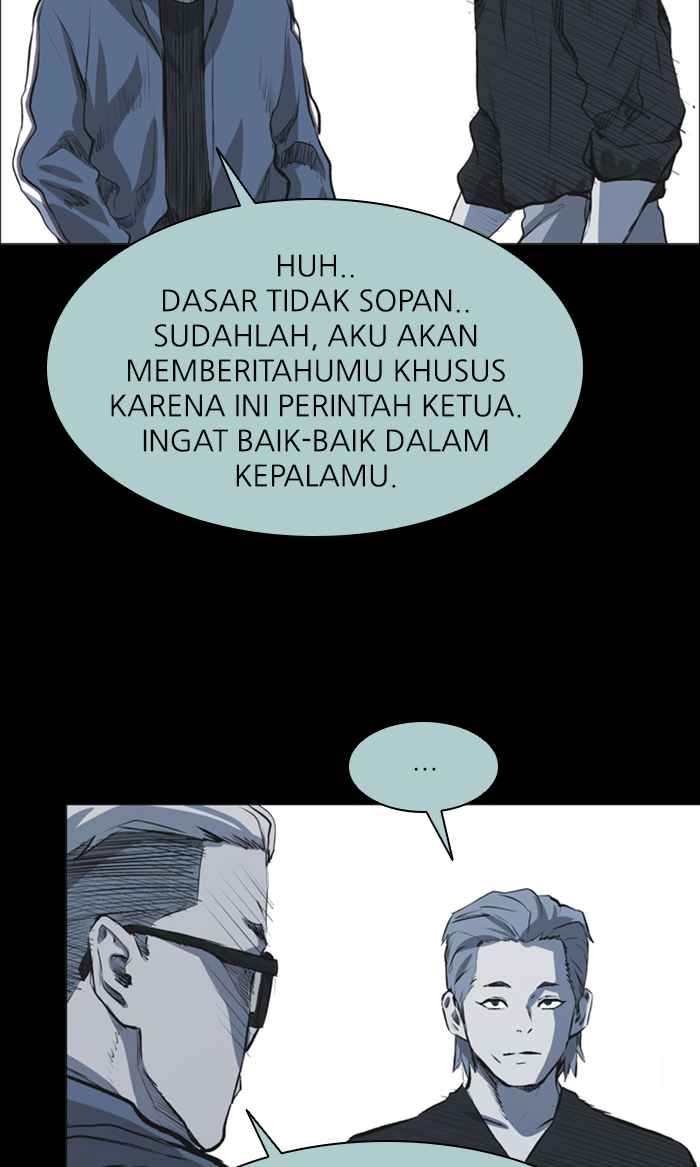 HUH..
DASAR TIDAK SOPAN..
SUDAHLAH, AKU AKAN
MEMBERITAHUMU KHUSUS
KARENA INI PERINTAH KETUA.
INGAT BAIK-BAIK DALAM
KEPALAMU.
...